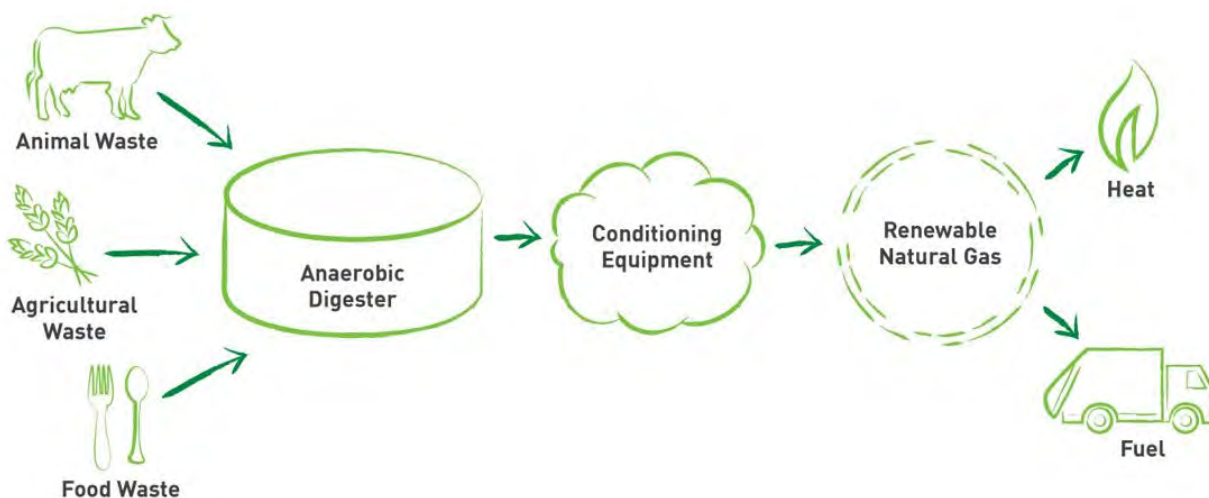 Animal Waste
Agricultural
Waste
Food Waste
Anaerobic
Digester
Conditioning
Equipment
Renewable
Natural Gas
Heat
Fuel